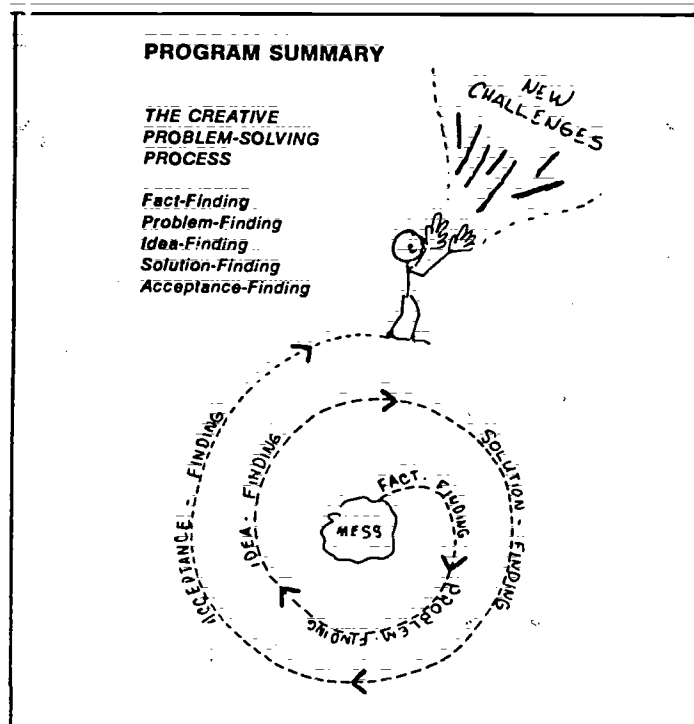 PROGRAM SUMMARY
THE CREATIVE
PROBLEM-SOLVING
PROCESS
Fact-Finding
Problem-Finding
Idea-Finding
Solution-Finding
Acceptance-Finding
NEW
CHALLENGES
MESS
FACT. FINDING
PROBLEM. FINDING
IDEA - FINDING
SOLUTION - FINDING
ACCEPTANCE - FINDING